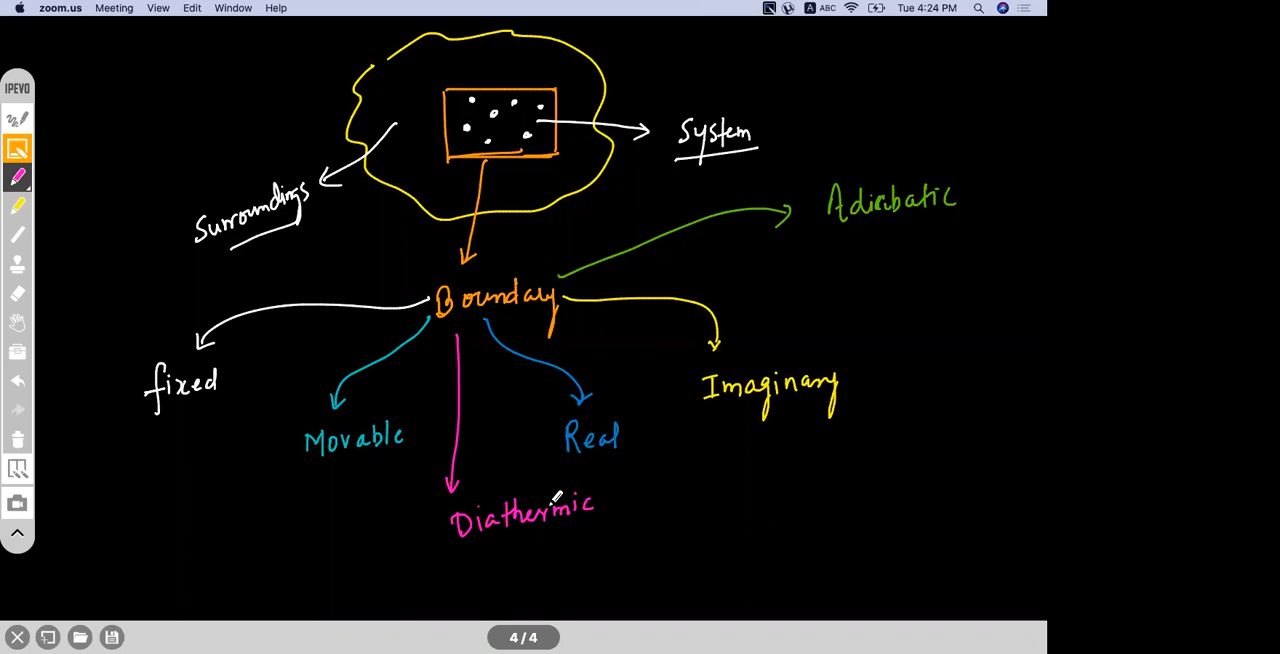 zoom.us Meeting View Edit Window Help
A ABC Tue 4:24 PM
IPEVO
System
Surroundings
Adiabatic
Boundary
fixed
Imaginary
Movable
Real
Diathermic
4/4